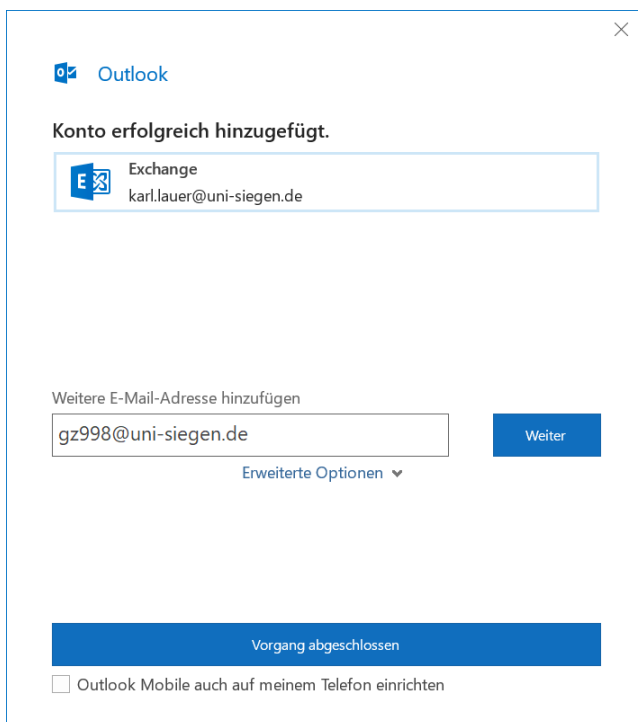 Outlook
Konto erfolgreich hinzugefügt.
Exchange
karl.lauer@uni-siegen.de
Weitere E-Mail-Adresse hinzufügen
gz998@uni-siegen.de
Weiter
Erweiterte Optionen
Vorgang abgeschlossen
Outlook Mobile auch auf meinem Telefon einrichten